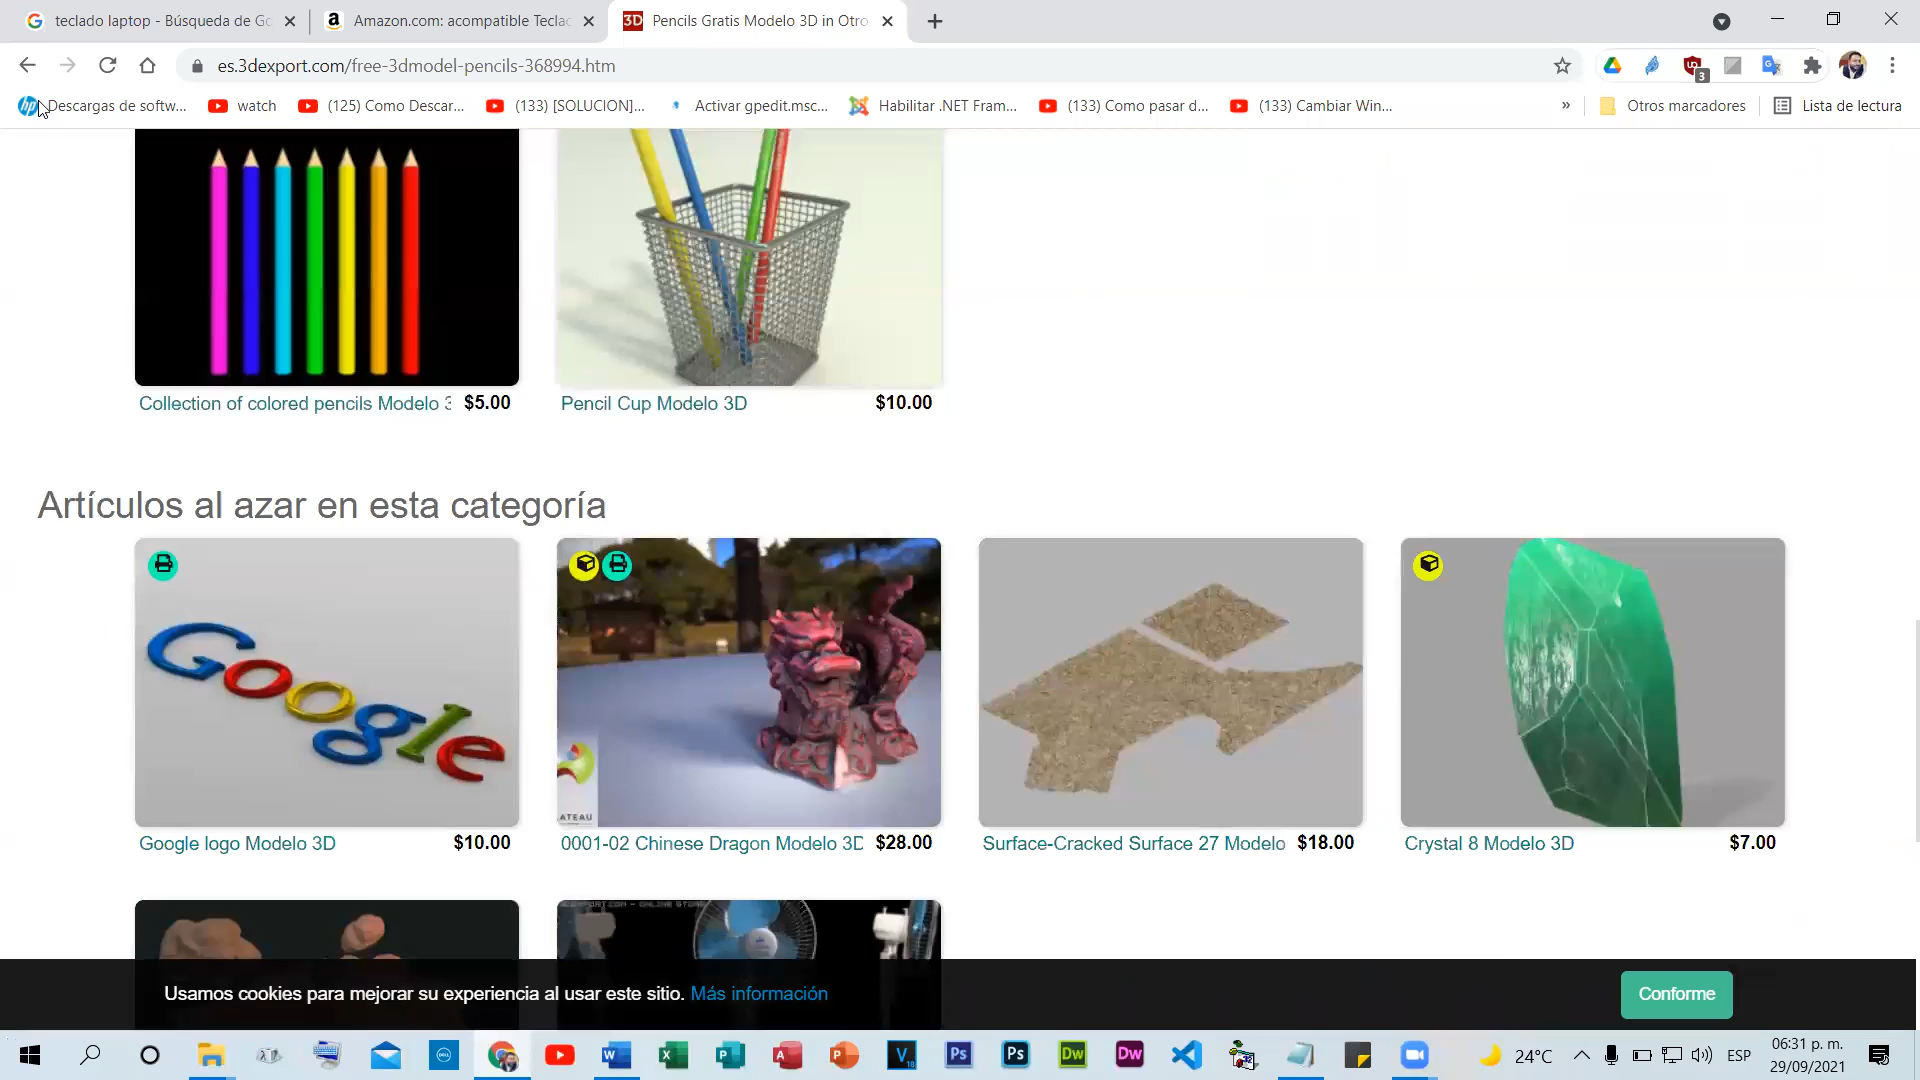 teclado laptop - Búsqueda de Go
Amazon.com: acompatible Teclac
3D Pencils Gratis Modelo 3D in Otro
es.3dexport.com/free-3dmodel-pencils-368994.htm
3
hp Descargas de softw...
watch
(125) Como Descar...
(133) [SOLUCION]...
Activar gpedit.msc...
Habilitar .NET Fram...
(133) Como pasar d...
(133) Cambiar Win...
»
Otros marcadores
Lista de lectura
Collection of colored pencils Modelo 3 $5.00
Pencil Cup Modelo 3D $10.00
Artículos al azar en esta categoría
Google
Google logo Modelo 3D $10.00
0001-02 Chinese Dragon Modelo 3D $28.00
Surface-Cracked Surface 27 Modelo $18.00
Crystal 8 Modelo 3D $7.00
Usamos cookies para mejorar su experiencia al usar este sitio. Más información
Conforme
24°C
ESP
06:31 p. m.
29/09/2021